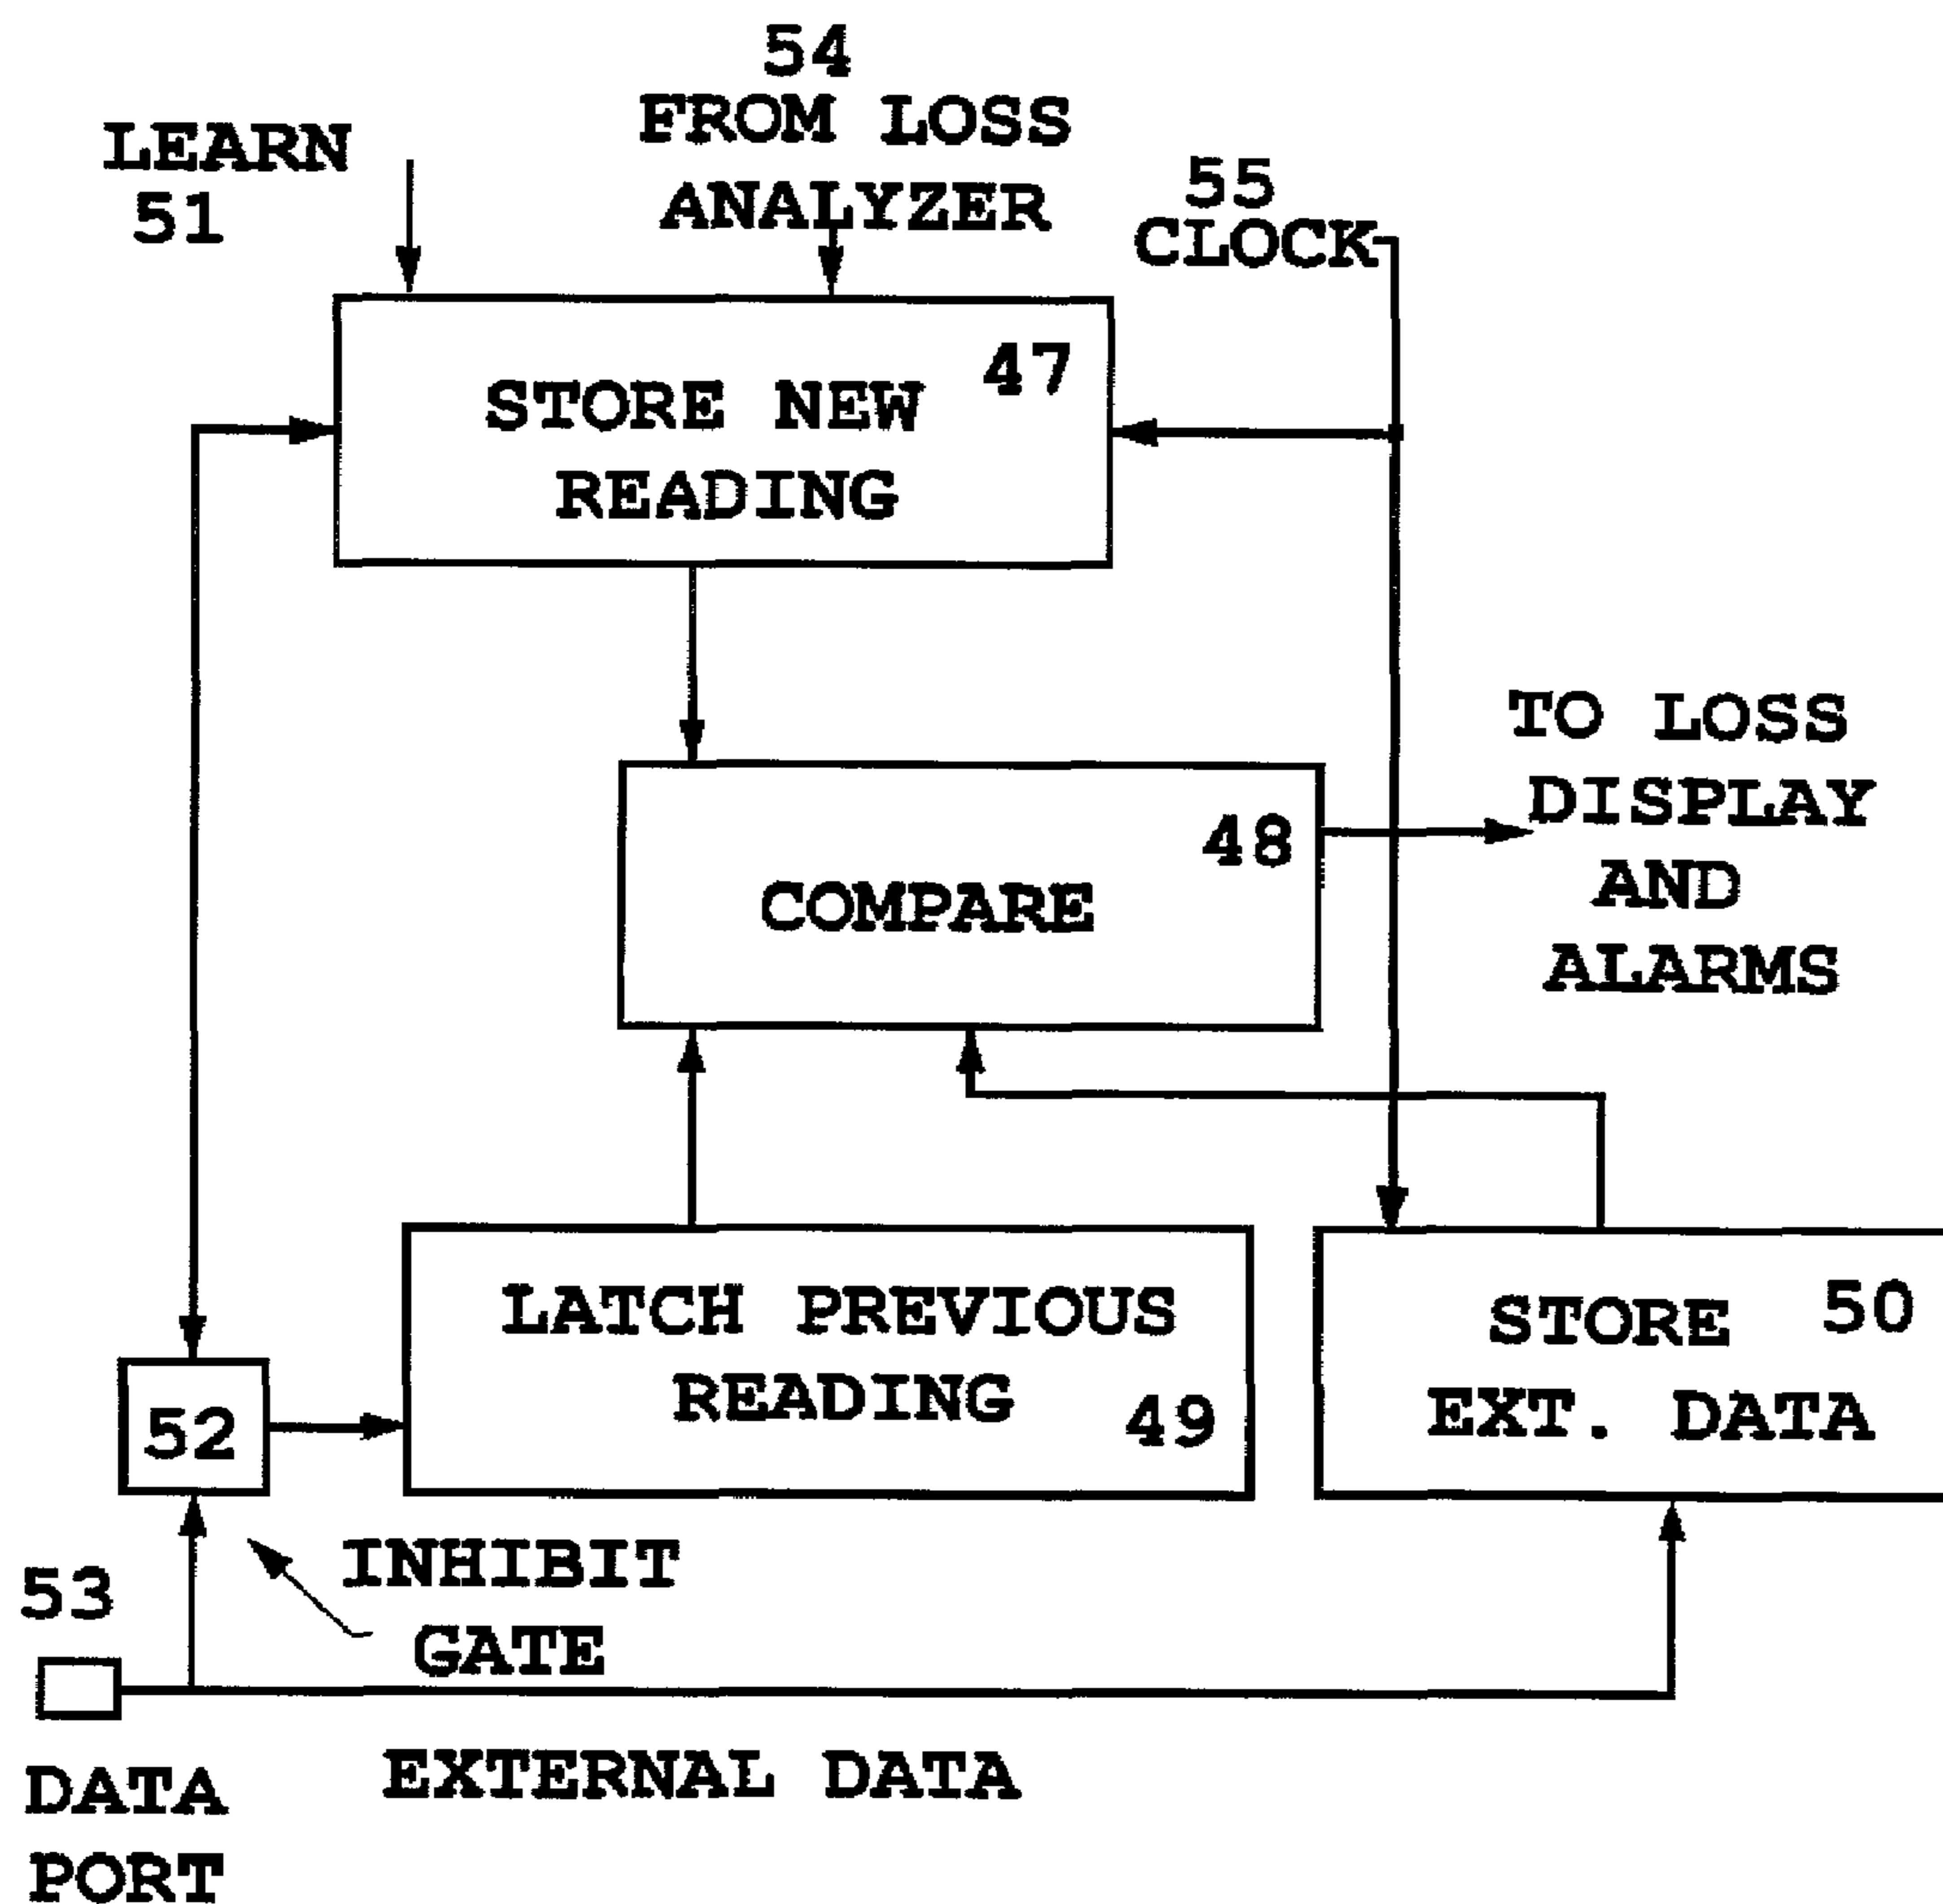 54
FROM LOSS
ANALYZER
LEARN
51
55
CLOCK
47
STORE NEW
READING
TO LOSS
DISPLAY
AND
ALARMS
48
COMPARE
LATCH PREVIOUS
READING
49
50
STORE
EXT. DATA
52
INHIBIT
GATE
53
DATA
PORT
EXTERNAL DATA